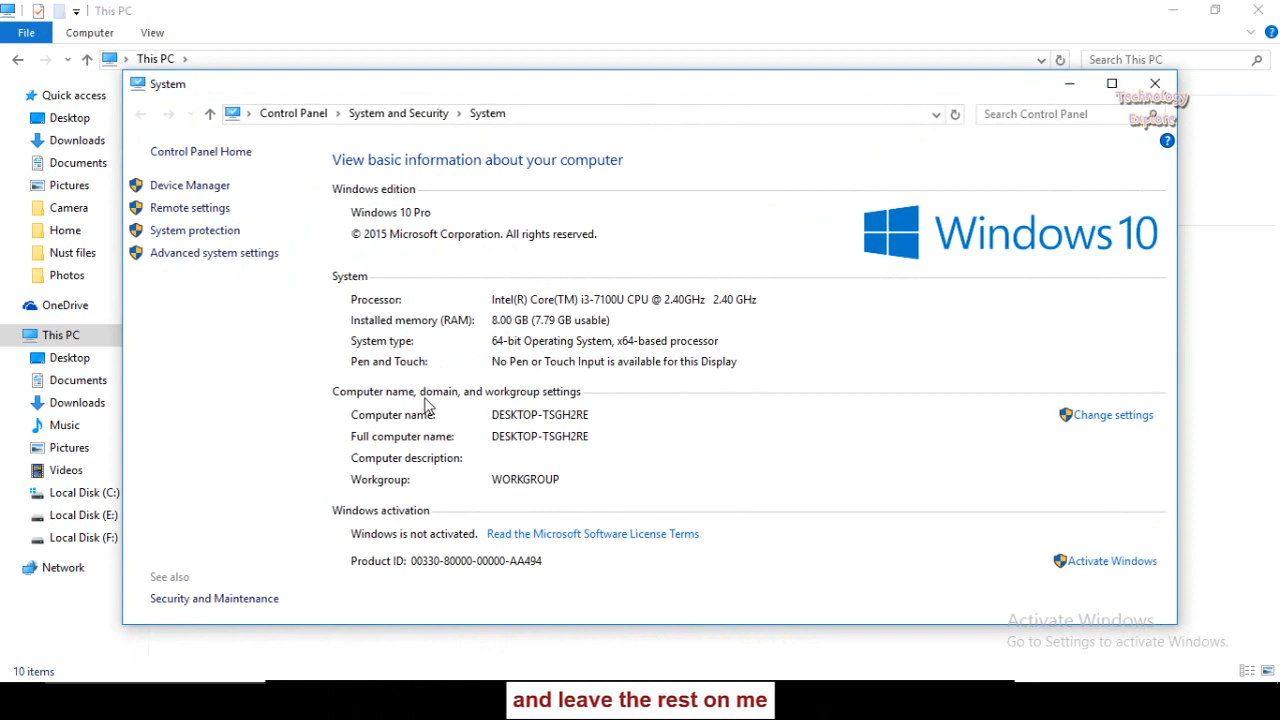 This PC
File Computer View
This PC
Search This PC
Quick access
Desktop
Downloads
Documents
Pictures
Camera
Home
Nust files
Photos
OneDrive
This PC
Desktop
Documents
Downloads
Music
Pictures
Videos
Local Disk (C:)
Local Disk (E:)
Local Disk (F:)
Network
10 items
System
Control Panel System and Security System
Search Control Panel
Technology
Explore
Control Panel Home
Device Manager
Remote settings
System protection
Advanced system settings
See also
Security and Maintenance
View basic information about your computer
Windows edition
Windows 10 Pro
© 2015 Microsoft Corporation. All rights reserved.
Windows 10
System
Processor: Intel(R) Core(TM) i3-7100U CPU @ 2.40GHz 2.40 GHz
Installed memory (RAM): 8.00 GB (7.79 GB usable)
System type: 64-bit Operating System, x64-based processor
Pen and Touch: No Pen or Touch Input is available for this Display
Computer name, domain, and workgroup settings
Computer name: DESKTOP-TSGH2RE
Change settings
Full computer name: DESKTOP-TSGH2RE
Computer description:
Workgroup: WORKGROUP
Windows activation
Windows is not activated. Read the Microsoft Software License Terms
Product ID: 00330-80000-00000-AA494
Activate Windows
Activate Windows
Go to Settings to activate Windows.
and leave the rest on me